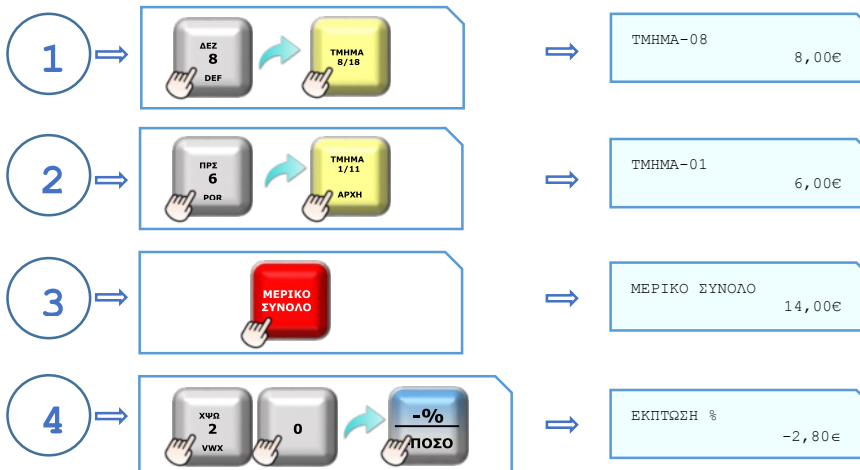 1
ΔΕΖ
8
DEF
ΤΜΗΜΑ
8/18
ΤΜΗΜΑ-08
8,00€
2
ΠΡΣ
6
PQR
ΤΜΗΜΑ
1/11
ΑΡΧΗ
ΤΜΗΜΑ-01
6,00€
3
ΜΕΡΙΚΟ
ΣΥΝΟΛΟ
ΜΕΡΙΚΟ ΣΥΝΟΛΟ
14,00€
4
ΧΨΩ
2
VWX
0
-%
ΠΟΣΟ
ΕΚΠΤΩΣΗ %
-2,80€